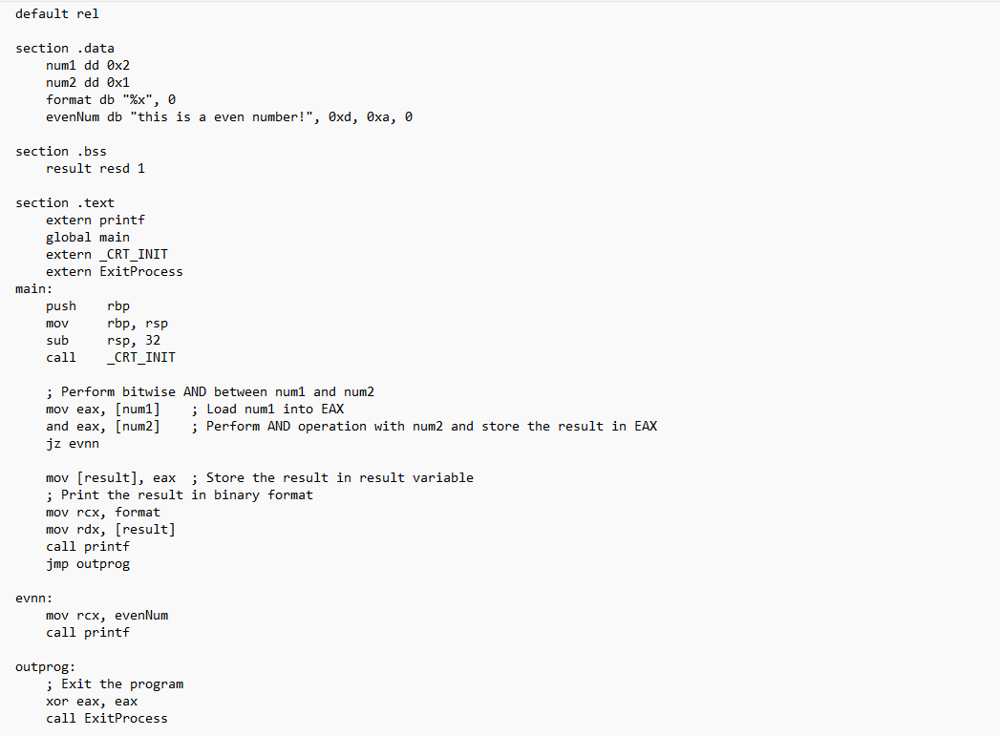 default rel

section .data
    num1 dd 0x2
    num2 dd 0x1
    format db "%x", 0
    evenNum db "this is a even number!", 0xd, 0xa, 0

section .bss
    result resd 1

section .text
    extern printf
    global main
    extern _CRT_INIT
    extern ExitProcess
main:
    push    rbp
    mov     rbp, rsp
    sub     rsp, 32
    call    _CRT_INIT

    ; Perform bitwise AND between num1 and num2
    mov eax, [num1]    ; Load num1 into EAX
    and eax, [num2]    ; Perform AND operation with num2 and store the result in EAX
    jz evnn

    mov [result], eax  ; Store the result in result variable
    ; Print the result in binary format
    mov rcx, format
    mov rdx, [result]
    call printf
    jmp outprog

evnn:
    mov rcx, evenNum
    call printf

outprog:
    ; Exit the program
    xor eax, eax
    call ExitProcess